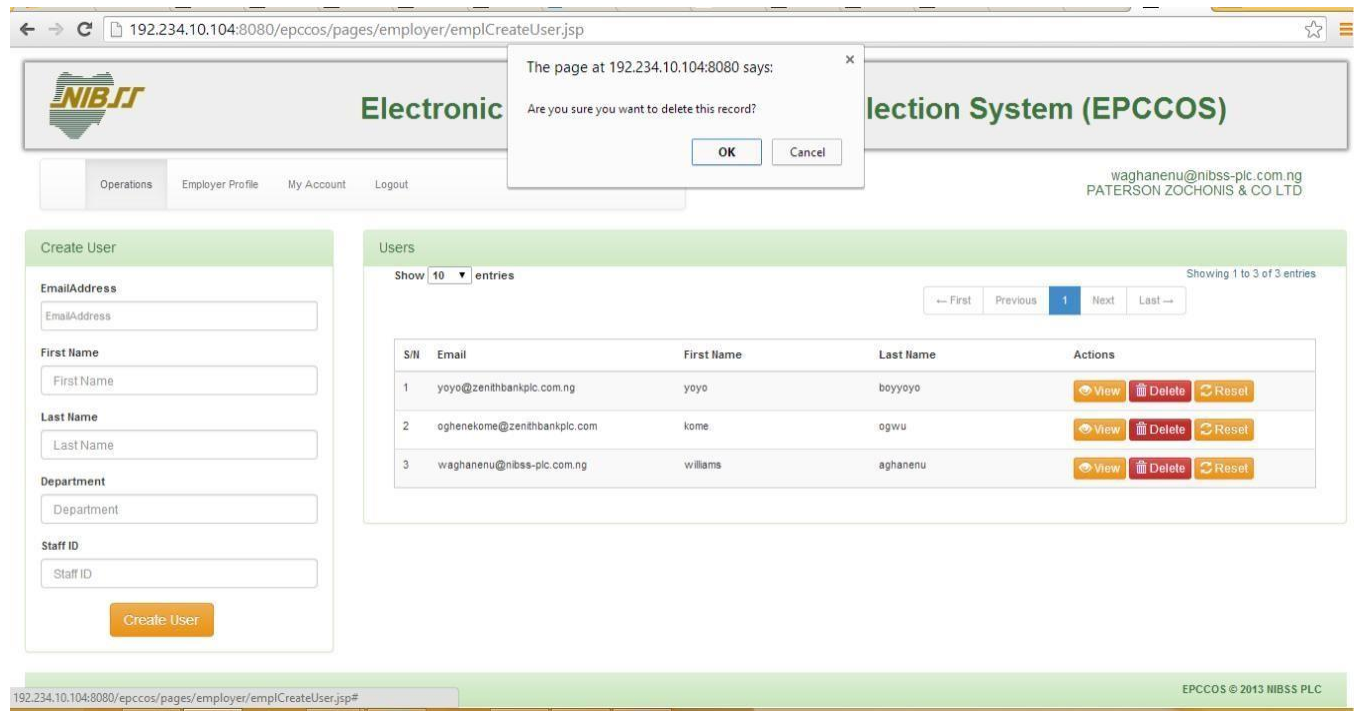 192.234.10.104:8080/epccos/pages/employer/emplCreateUser.jsp
The page at 192.234.10.104:8080 says:
×
Are you sure you want to delete this record?
OK Cancel
NIBSS
Electronic lection System (EPCCOS)
Operations Employer Profile My Account Logout
waghanenu@nibss-plc.com.ng
PATERSON ZOCHONIS & CO LTD
Create User
EmailAddress
EmailAddress
First Name
First Name
Last Name
Last Name
Department
Department
Staff ID
Staff ID
Create User
Users
Show 10 entries
Showing 1 to 3 of 3 entries
← First Previous 1 Next Last →
S/N Email First Name Last Name Actions
1 yoyo@zenithbankplc.com.ng yoyo boyyoyo View Delete Reset
2 oghenekome@zenithbankplc.com kome ogwu View Delete Reset
3 waghanenu@nibss-plc.com.ng williams aghanenu View Delete Reset
192.234.10.104:8080/epccos/pages/employer/emplCreateUser.jsp#
EPCCOS © 2013 NIBSS PLC